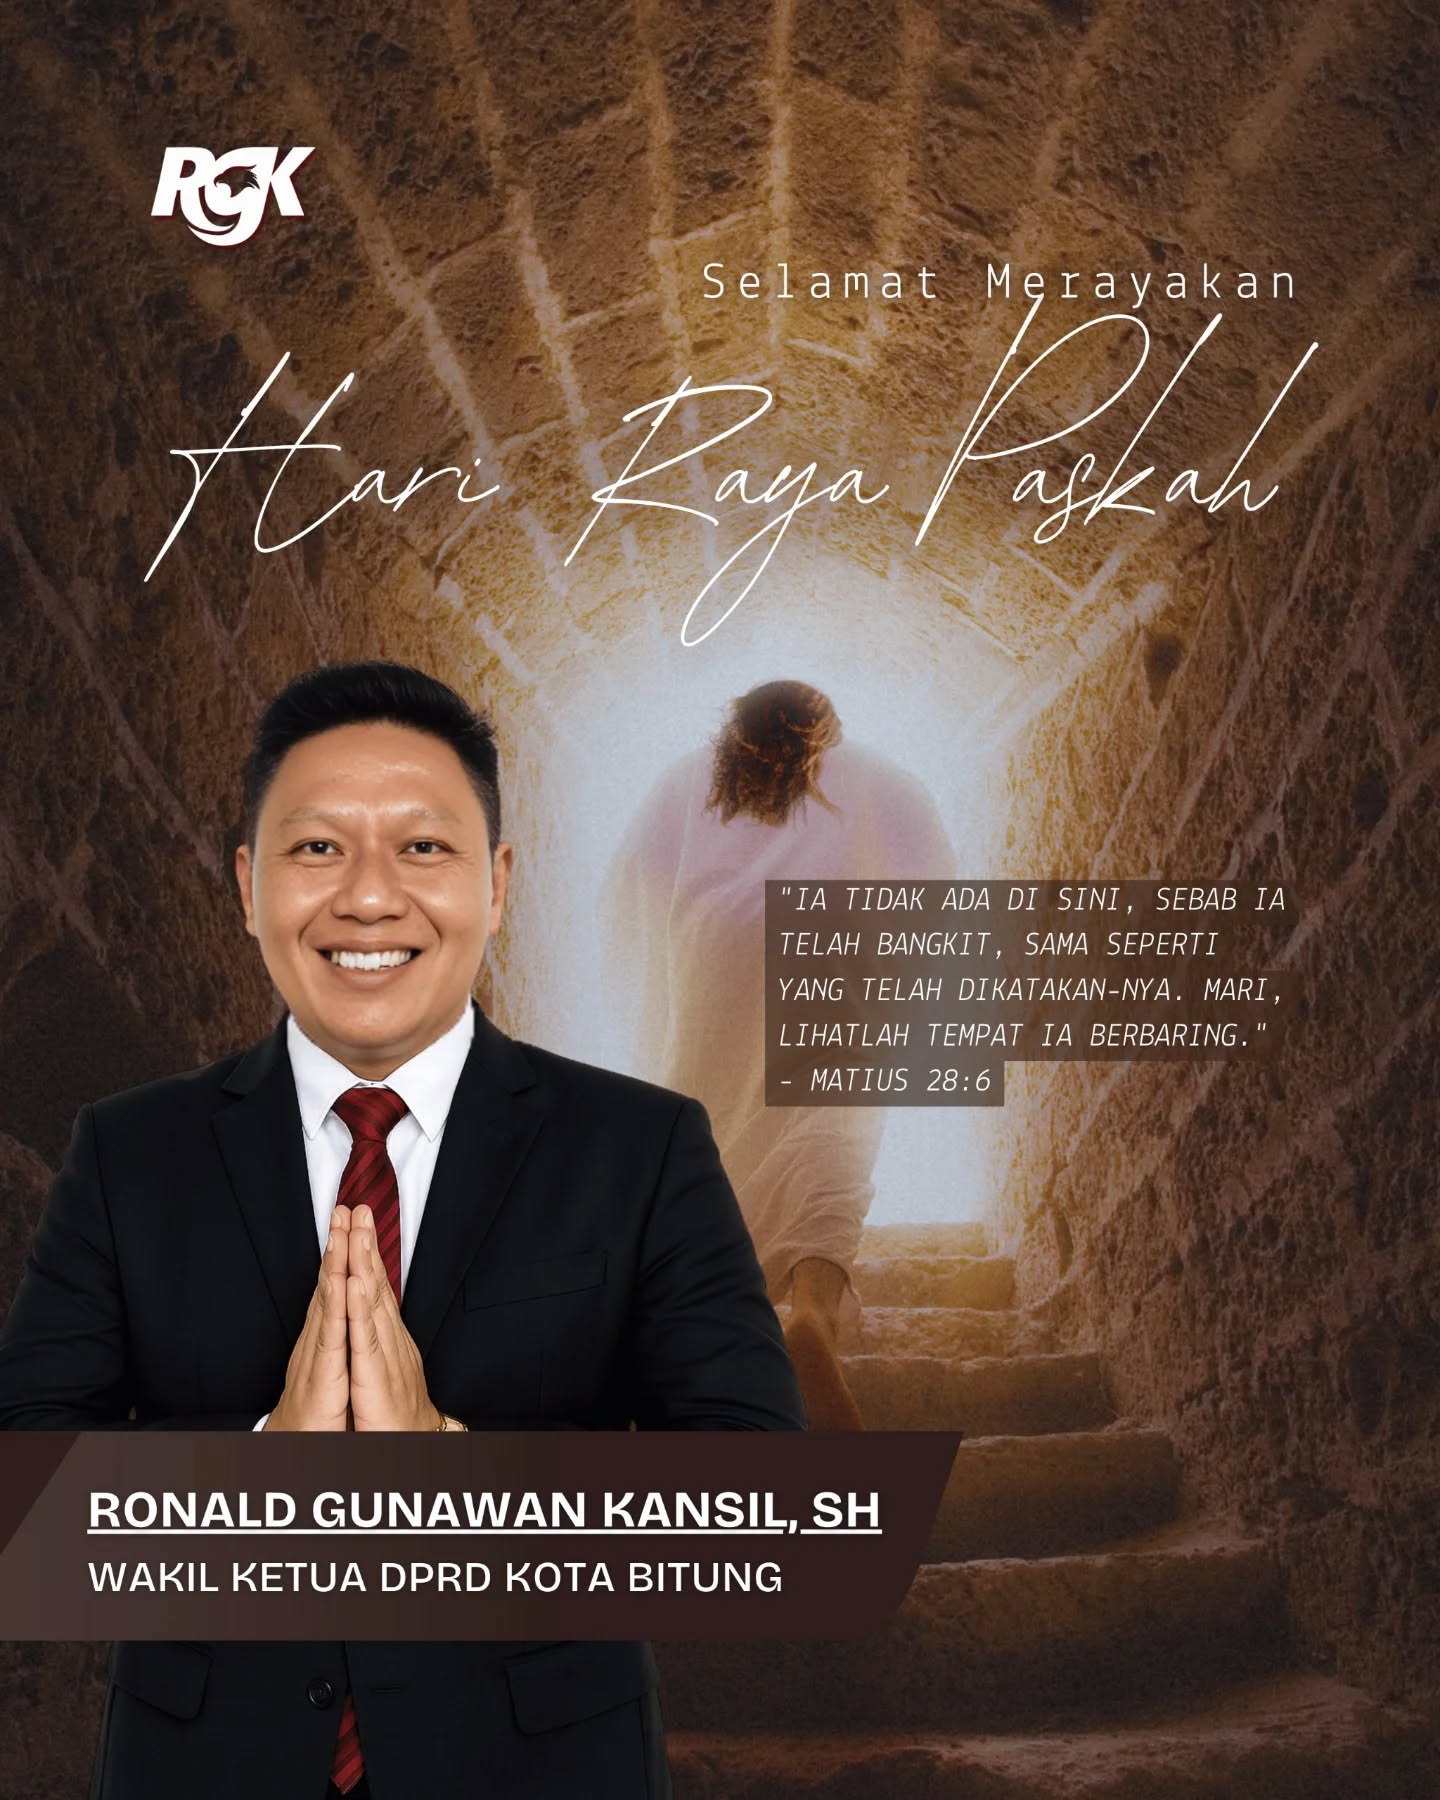 RGK
Selamat Merayakan
Hari Raya Paskah
"IA TIDAK ADA DI SINI, SEBAB IA
TELAH BANGKIT, SAMA SEPERTI
YANG TELAH DIKATAKAN-NYA. MARI,
LIHATLAH TEMPAT IA BERBARING."
- MATIUS 28:6
RONALD GUNAWAN KANSIL, SH
WAKIL KETUA DPRD KOTA BITUNG